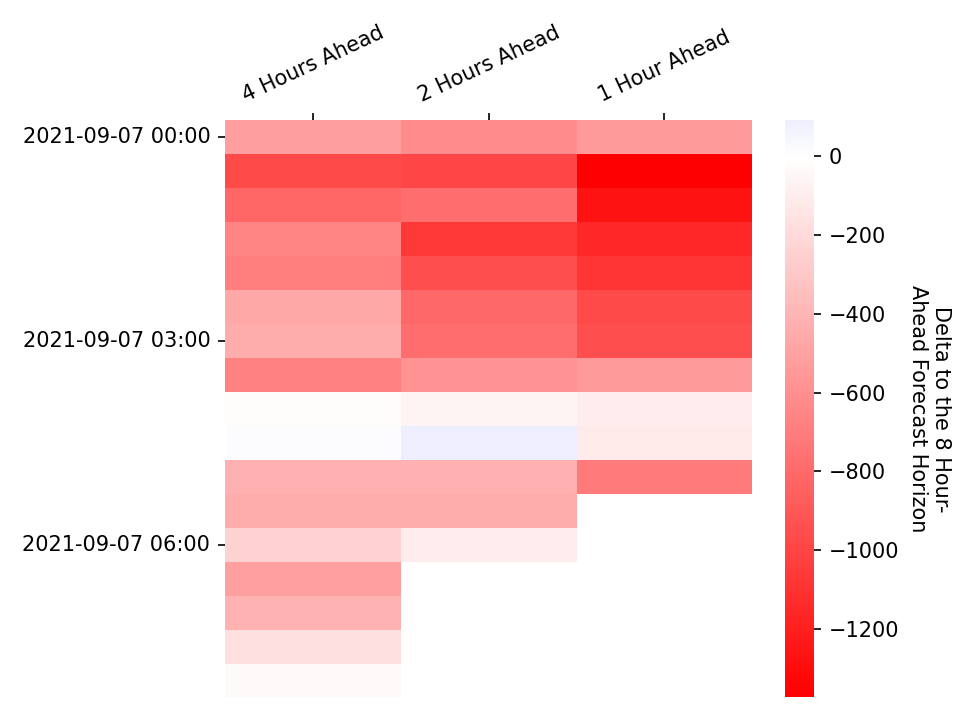 4 Hours Ahead
2 Hours Ahead
1 Hour Ahead
2021-09-07 00:00
2021-09-07 03:00
2021-09-07 06:00
0
−200
−400
−600
−800
−1000
−1200
Delta to the 8 Hour-
Ahead Forecast Horizon